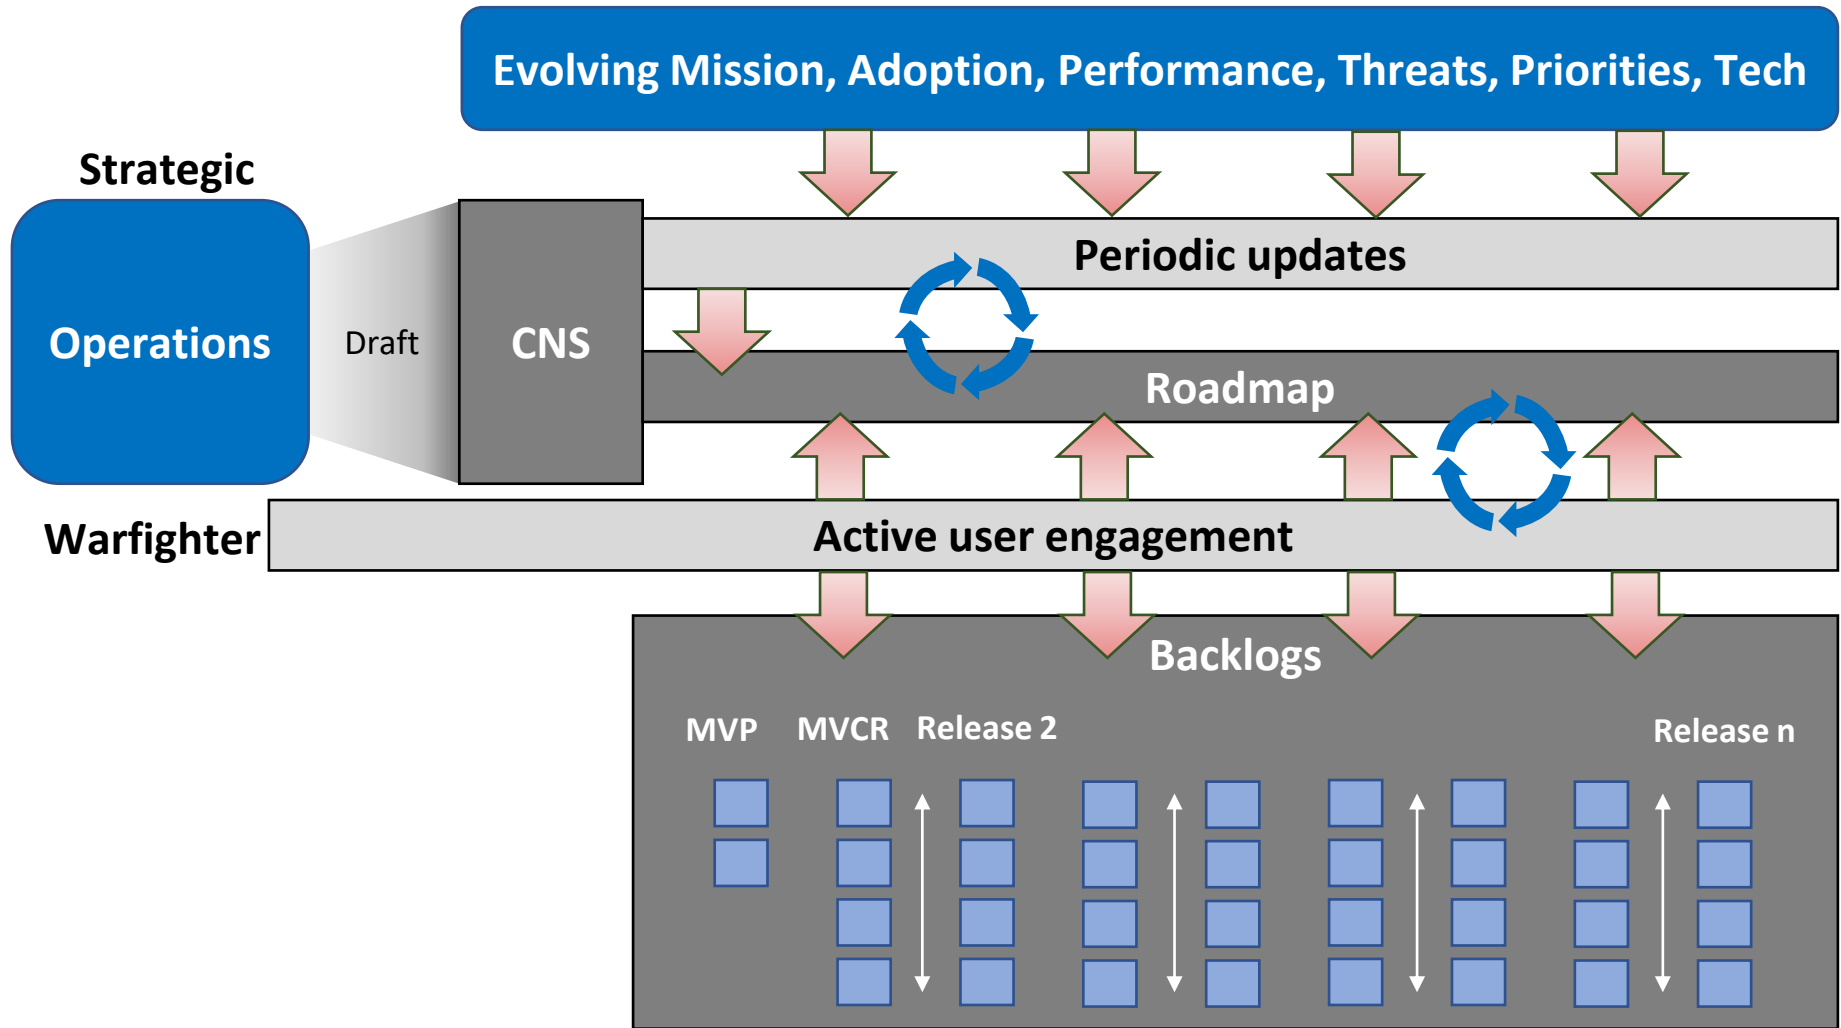 Evolving Mission, Adoption, Performance, Threats, Priorities, Tech
Strategic
Operations
Draft
CNS
Periodic updates
Roadmap
Warfighter
Active user engagement
Backlogs
MVP
MVCR
Release 2
Release n